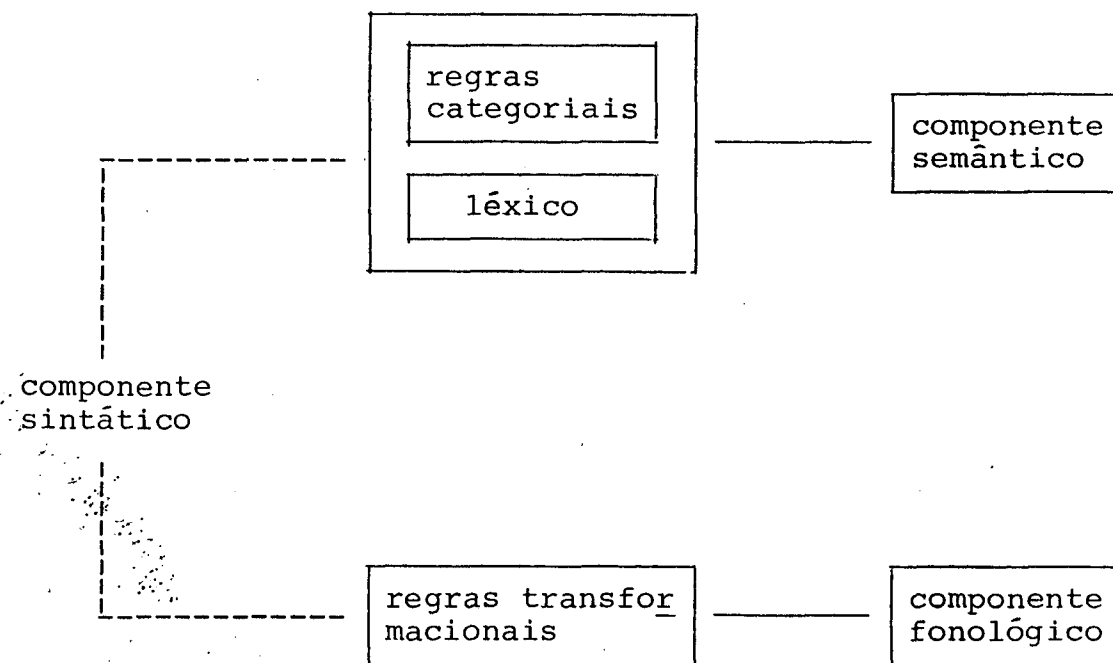 regras
categoriais
léxico
componente
semântico
componente
sintático
regras transfor
macionais
componente
fonológico